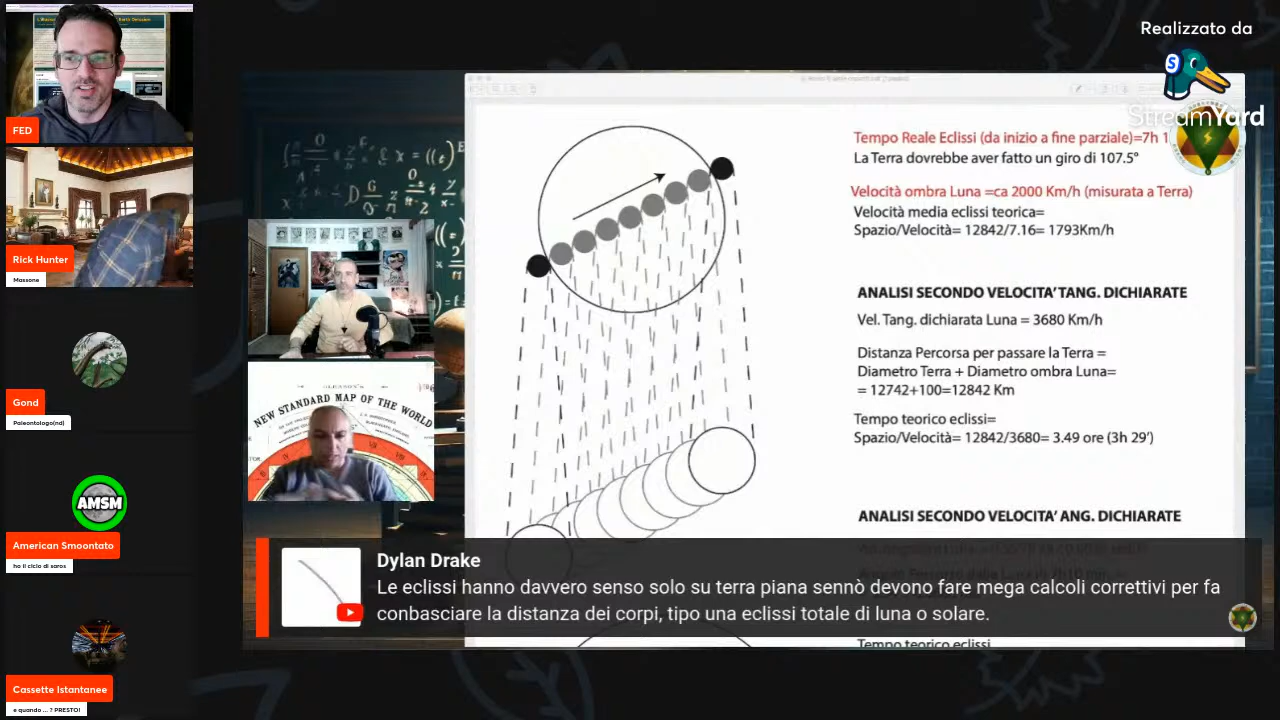 Realizzato da
StreamYard
FED
Rick Hunter
Massone
Gond
Paleontologo(nd)
American Smoontato
ho il ciclo di saros
AMSM
Cassette Istantanee
e quando ... ? PRESTO!
NEW STANDARD MAP OF THE WORLD
Tempo Reale Eclissi (da inizio a fine parziale)=7h 1
La Terra dovrebbe aver fatto un giro di 107.5°
Velocità ombra Luna =ca 2000 Km/h (misurata a Terra)
Velocità media eclissi teorica=
Spazio/Velocità= 12842/7.16= 1793Km/h
ANALISI SECONDO VELOCITA' TANG. DICHIARATE
Vel. Tang. dichiarata Luna = 3680 Km/h
Distanza Percorsa per passare la Terra =
Diametro Terra + Diametro ombra Luna=
= 12742+100=12842 Km
Tempo teorico eclissi=
Spazio/Velocità= 12842/3680= 3.49 ore (3h 29')
ANALISI SECONDO VELOCITA' ANG. DICHIARATE
Dylan Drake
Le eclissi hanno davvero senso solo su terra piana sennò devono fare mega calcoli correttivi per fa
conbasciare la distanza dei corpi, tipo una eclissi totale di luna o solare.
Tempo teorico eclissi